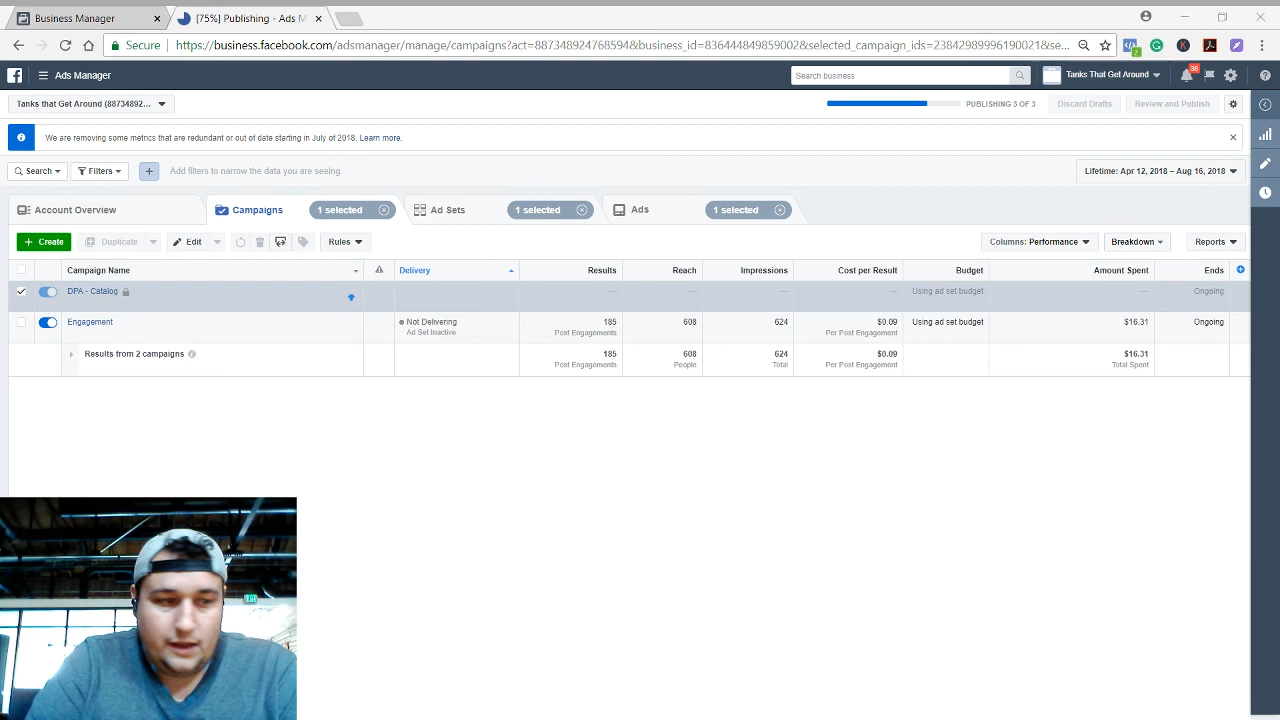 Business Manager
[75%] Publishing - Ads M
Secure
https://business.facebook.com/adsmanager/manage/campaigns?act=887348924768594&business_id=836444849859002&selected_campaign_ids=23842989996190021&se...
2
Ads Manager
Search business
Tanks That Get Around
38
Tanks that Get Around (88734892...
PUBLISHING 3 OF 3
Discard Drafts
Review and Publish
We are removing some metrics that are redundant or out of date starting in July of 2018. Learn more.
Search
Filters
Add filters to narrow the data you are seeing.
Lifetime: Apr 12, 2018 – Aug 16, 2018
Account Overview
Campaigns
1 selected
Ad Sets
1 selected
Ads
1 selected
Create
Duplicate
Edit
Rules
Columns: Performance
Breakdown
Reports
Campaign Name
Delivery
Results
Reach
Impressions
Cost per Result
Budget
Amount Spent
Ends
DPA - Catalog
—
—
—
—
Using ad set budget
—
Ongoing
Engagement
Not Delivering
Ad Set Inactive
185
Post Engagements
608
624
$0.09
Per Post Engagement
Using ad set budget
$16.31
Ongoing
Results from 2 campaigns
185
Post Engagements
608
People
624
Total
$0.09
Per Post Engagement
$16.31
Total Spent